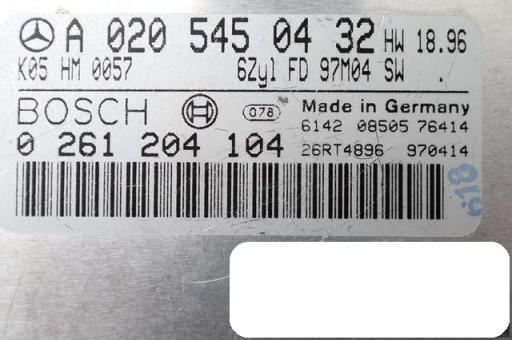 A 020 545 04 32 HW 18.96
K05 HM 0057 6Zyl FD 97M04 SW .
BOSCH 078 Made in Germany
6142 08505 76414
0 261 204 104 26RT4896 970414
819